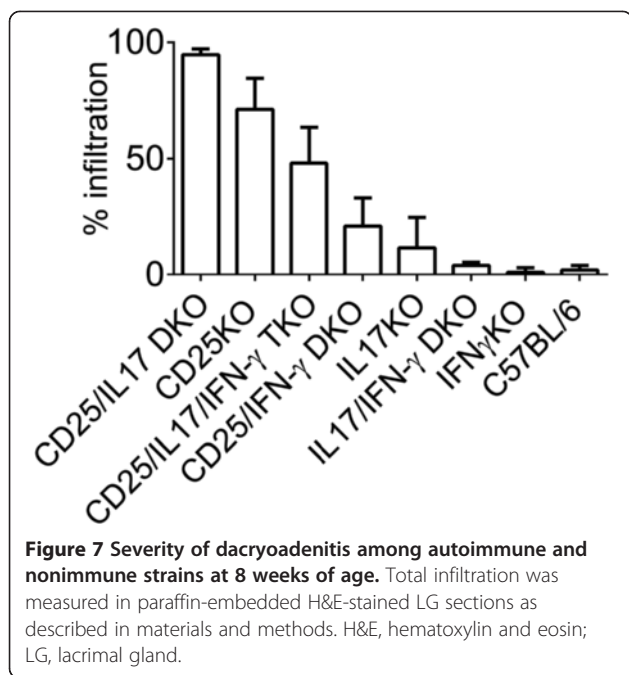 100
50
0
% infiltration
CD25/IL17 DKO
CD25KO
CD25/IL17/IFN-γ TKO
CD25/IFN-γ DKO
IL17KO
IL17/IFN-γ DKO
IFNγKO
C57BL/6
Figure 7 Severity of dacryoadenitis among autoimmune and
nonimmune strains at 8 weeks of age. Total infiltration was
measured in paraffin-embedded H&E-stained LG sections as
described in materials and methods. H&E, hematoxylin and eosin;
LG, lacrimal gland.